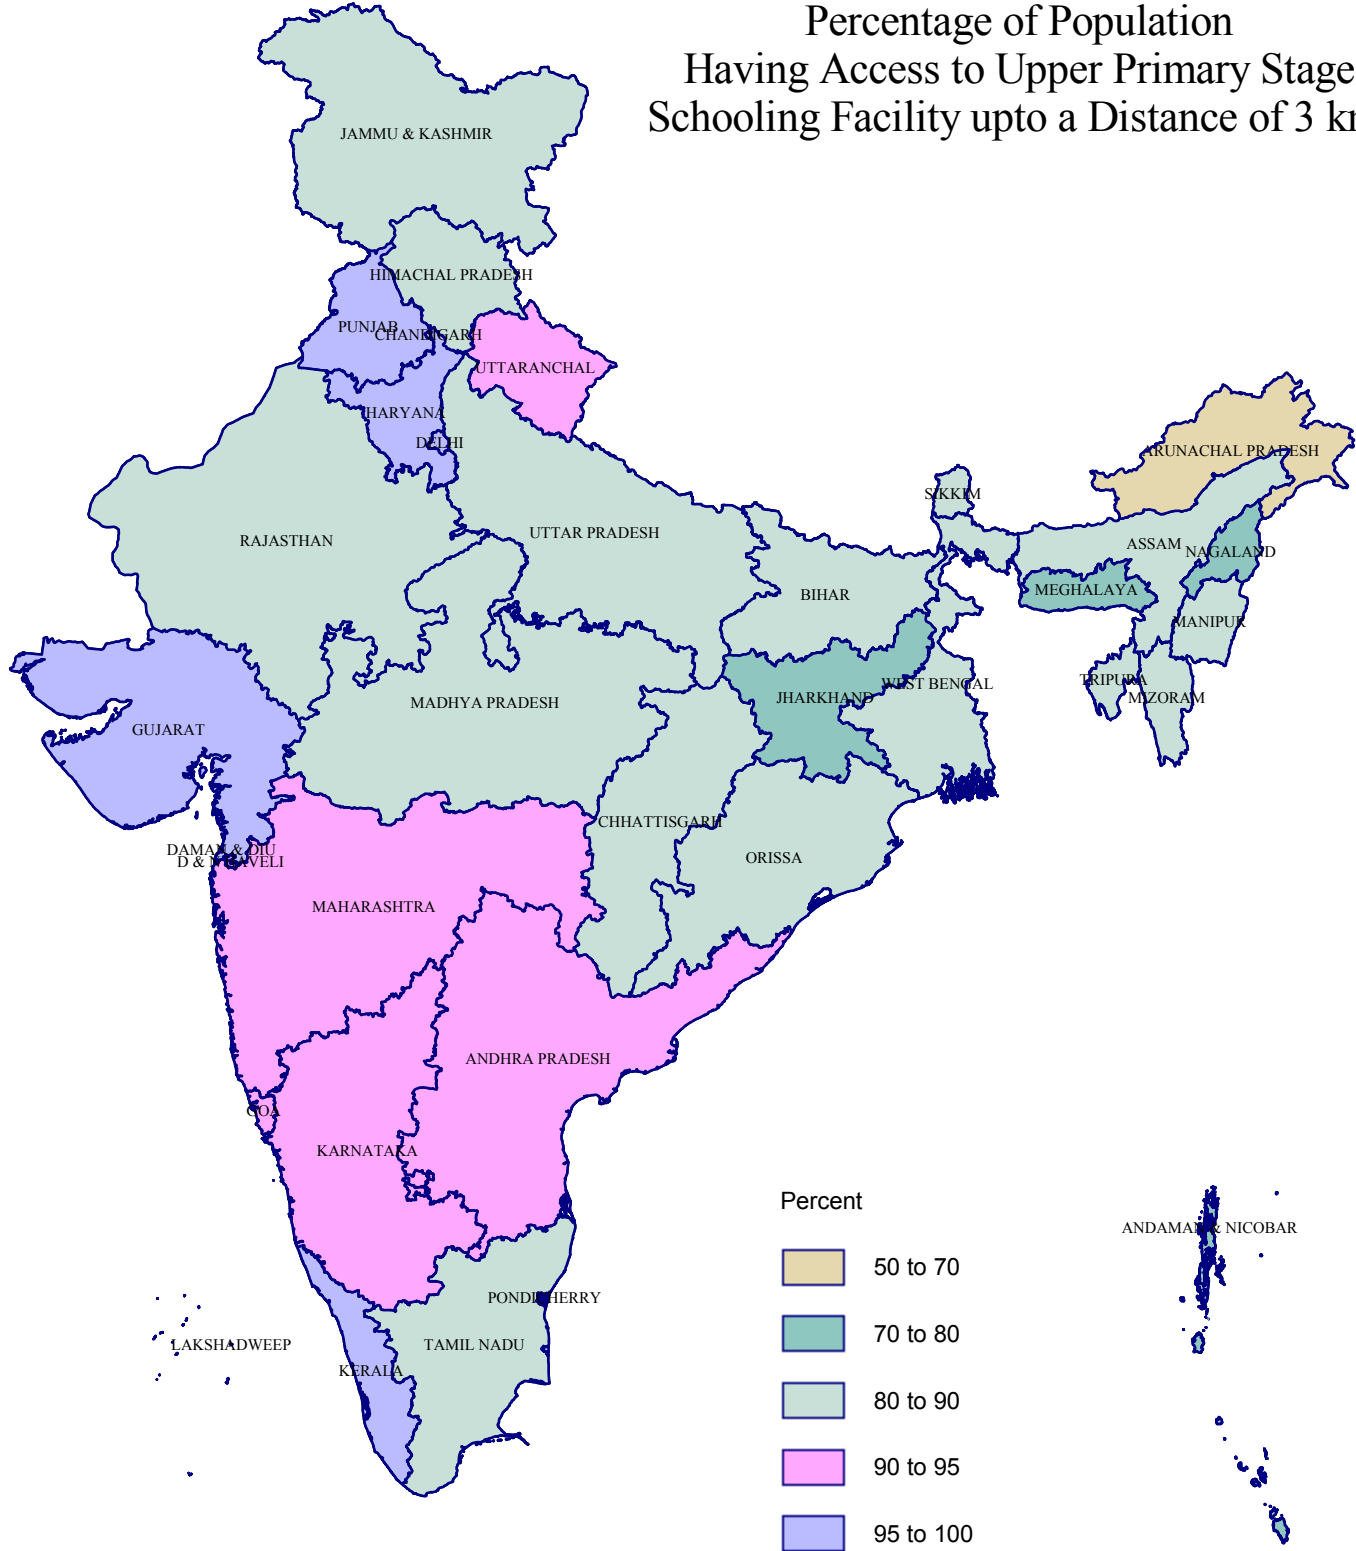 Percentage of Population
Having Access to Upper Primary Stage
Schooling Facility upto a Distance of 3 km
JAMMU & KASHMIR
HIMACHAL PRADESH
PUNJAB
CHANDIGARH
UTTARANCHAL
HARYANA
DELHI
ARUNACHAL PRADESH
SIKKIM
RAJASTHAN
UTTAR PRADESH
ASSAM
NAGALAND
BIHAR
MEGHALAYA
MANIPUR
TRIPURA
WEST BENGAL
JHARKHAND
MIZORAM
MADHYA PRADESH
GUJARAT
CHHATTISGARH
DAMAN & DIU
D & N HAVELI
ORISSA
MAHARASHTRA
ANDHRA PRADESH
GOA
KARNATAKA
Percent
ANDAMAN & NICOBAR
50 to 70
PONDICHERRY
70 to 80
LAKSHADWEEP
TAMIL NADU
KERALA
80 to 90
90 to 95
95 to 100